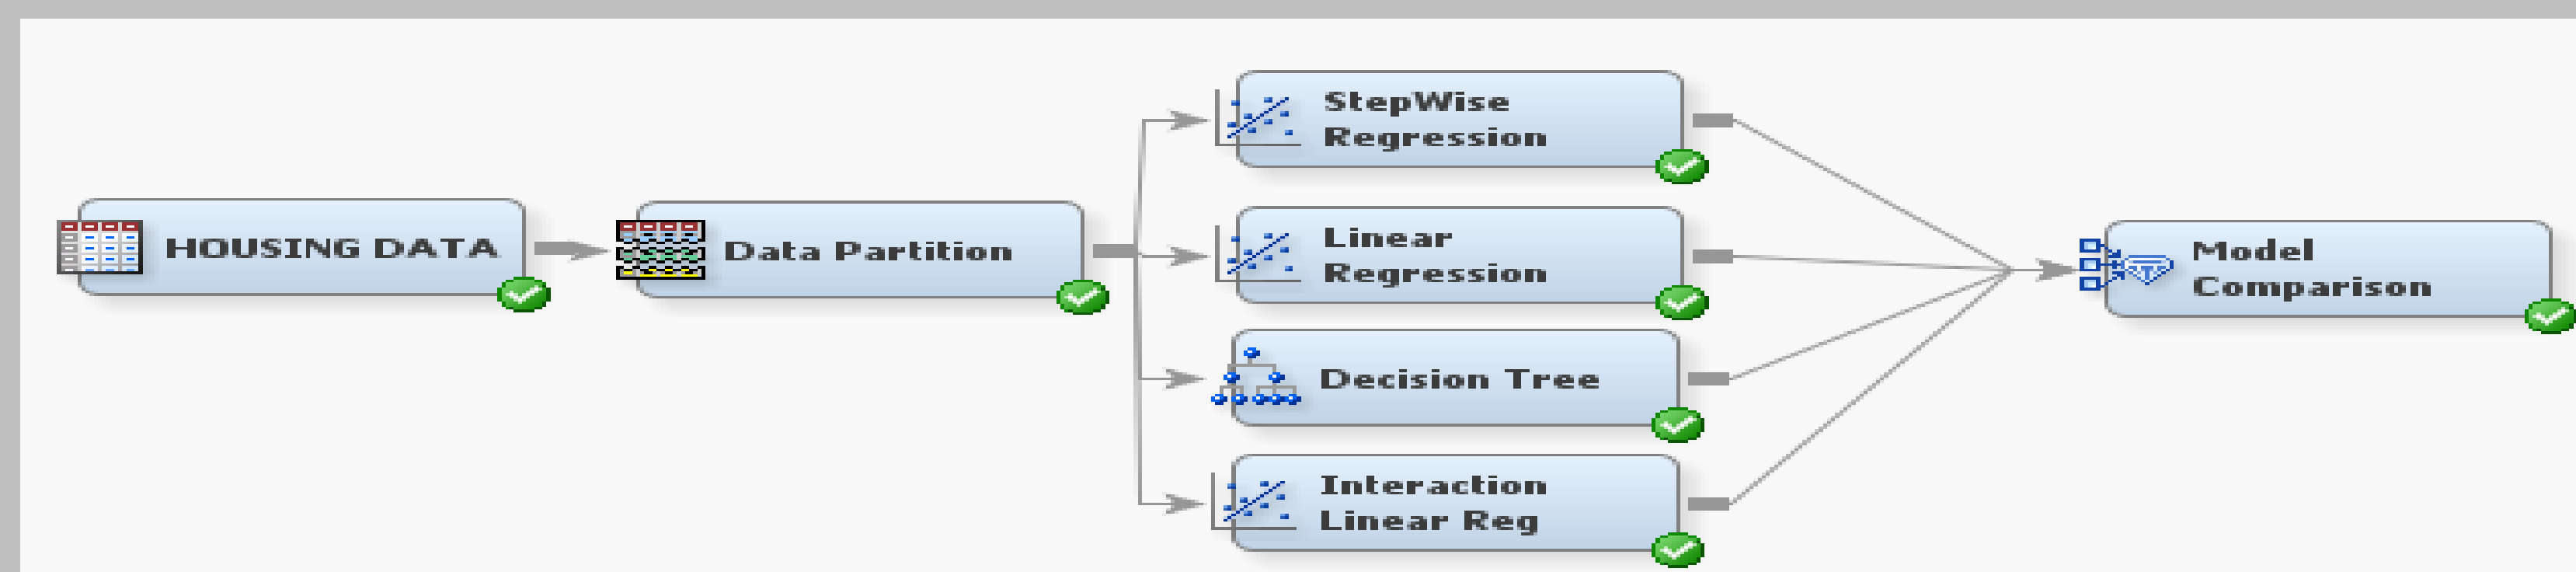 HOUSING DATA
Data Partition
StepWise
Regression
Linear
Regression
Decision Tree
Interaction
Linear Reg
Model
Comparison